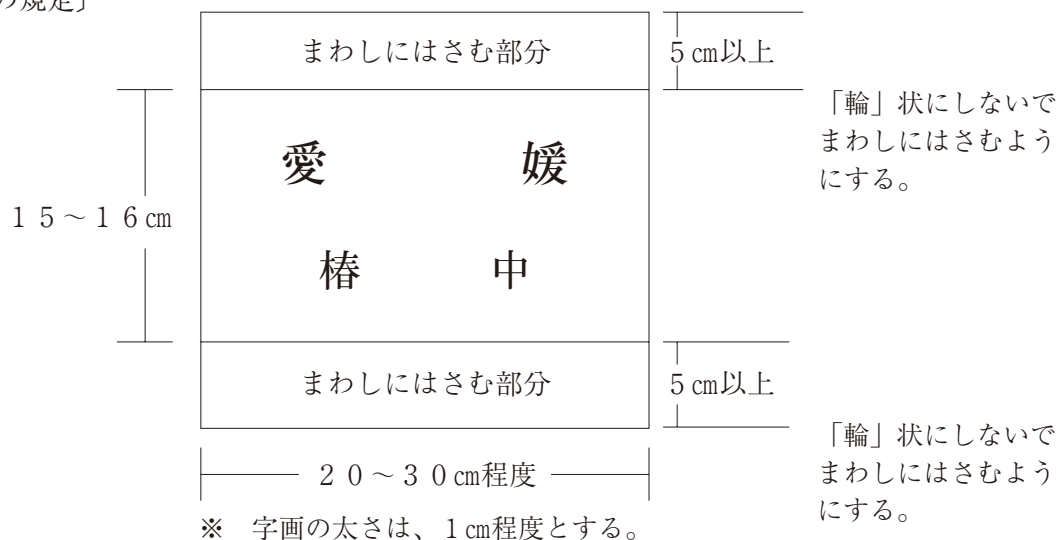 の規定〕
まわしにはさむ部分
5㎝以上
「輪」状にしないで
まわしにはさむよう
にする。
愛 媛
１５～１６㎝
椿 中
まわしにはさむ部分
5㎝以上
「輪」状にしないで
まわしにはさむよう
にする。
２０～３０㎝程度
※ 字画の太さは、１㎝程度とする。